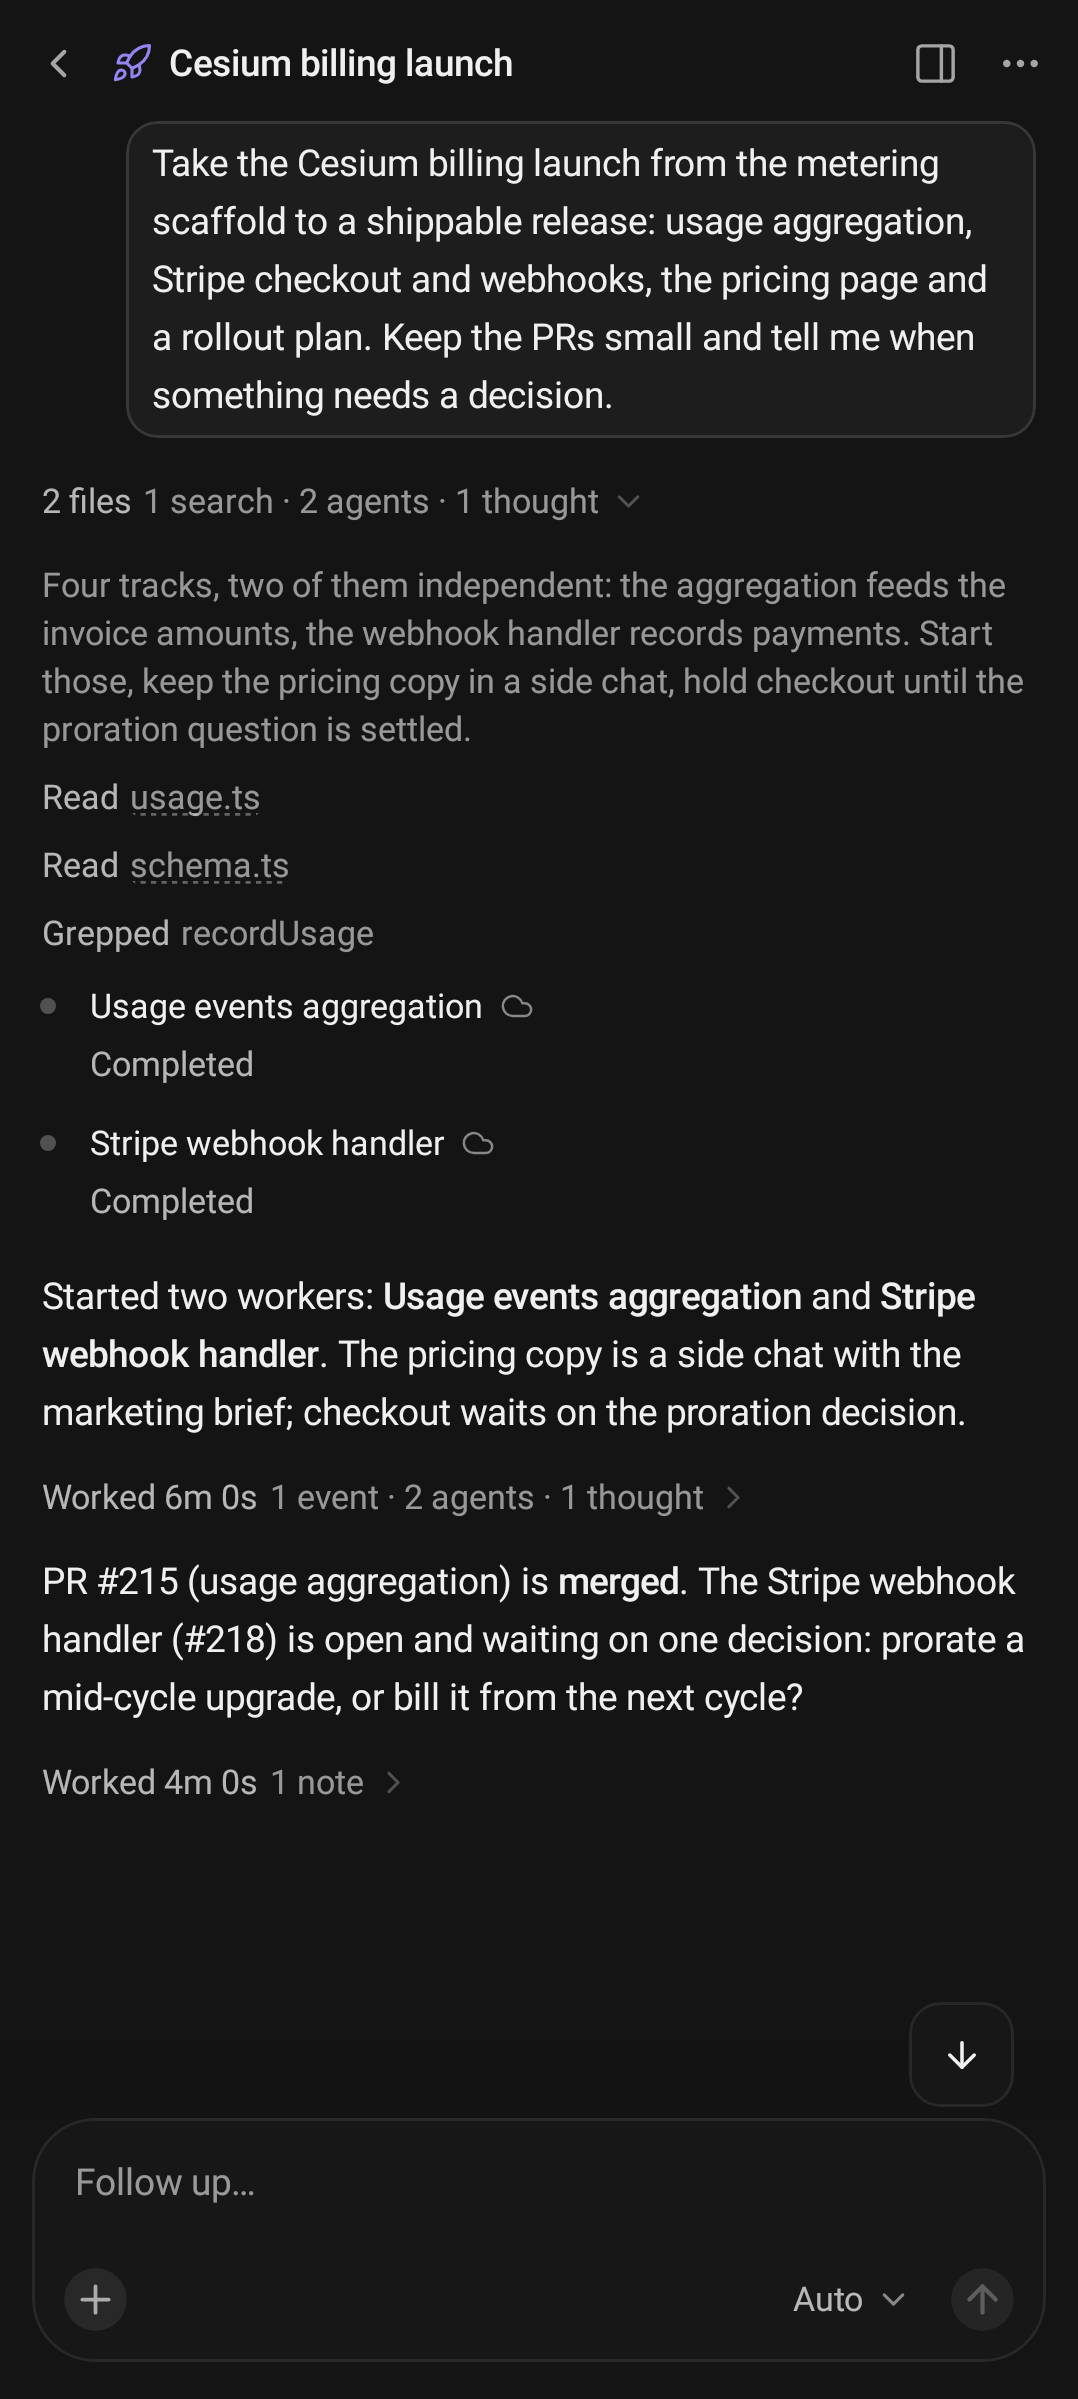 Cesium billing launch
Take the Cesium billing launch from the metering
scaffold to a shippable release: usage aggregation,
Stripe checkout and webhooks, the pricing page and
a rollout plan. Keep the PRs small and tell me when
something needs a decision.
2 files 1 search · 2 agents · 1 thought
Four tracks, two of them independent: the aggregation feeds the
invoice amounts, the webhook handler records payments. Start
those, keep the pricing copy in a side chat, hold checkout until the
proration question is settled.
Read usage.ts
Read schema.ts
Grepped recordUsage
Usage events aggregation
Completed
Stripe webhook handler
Completed
Started two workers: Usage events aggregation and Stripe
webhook handler. The pricing copy is a side chat with the
marketing brief; checkout waits on the proration decision.
Worked 6m 0s 1 event · 2 agents · 1 thought
PR #215 (usage aggregation) is merged. The Stripe webhook
handler (#218) is open and waiting on one decision: prorate a
mid-cycle upgrade, or bill it from the next cycle?
Worked 4m 0s 1 note
Follow up…
Auto